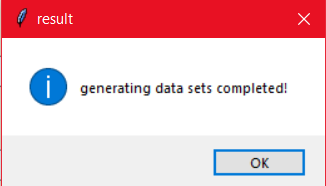 result
generating data sets completed!
OK